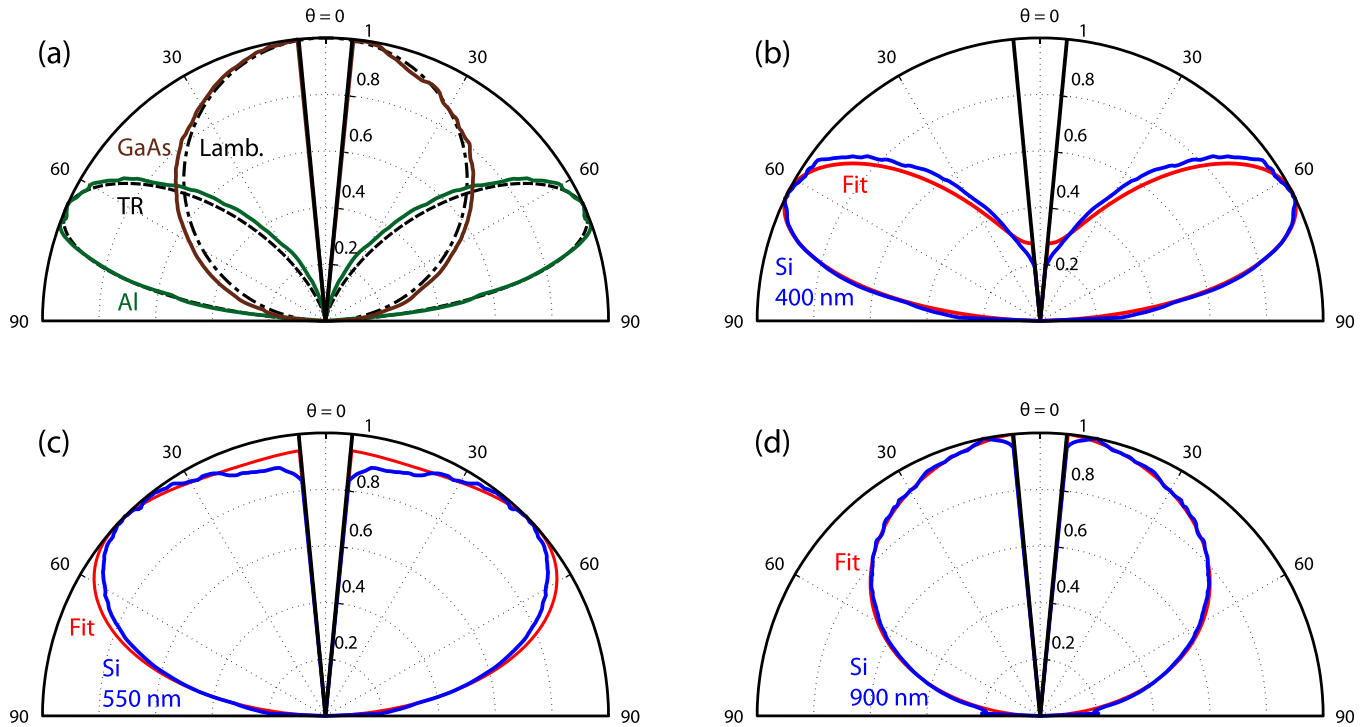 θ = 0
(a)
30
1
30
0.8
GaAs
Lamb.
0.6
60
60
0.4
TR
0.2
Al
90
90
θ = 0
(b)
30
1
30
0.8
0.6
60
60
Fit
0.4
Si
400 nm
0.2
90
90
θ = 0
(c)
30
1
30
0.8
0.6
60
60
0.4
Fit
Si
550 nm
0.2
90
90
θ = 0
(d)
30
1
30
0.8
0.6
60
60
Fit
0.4
Si
900 nm
0.2
90
90